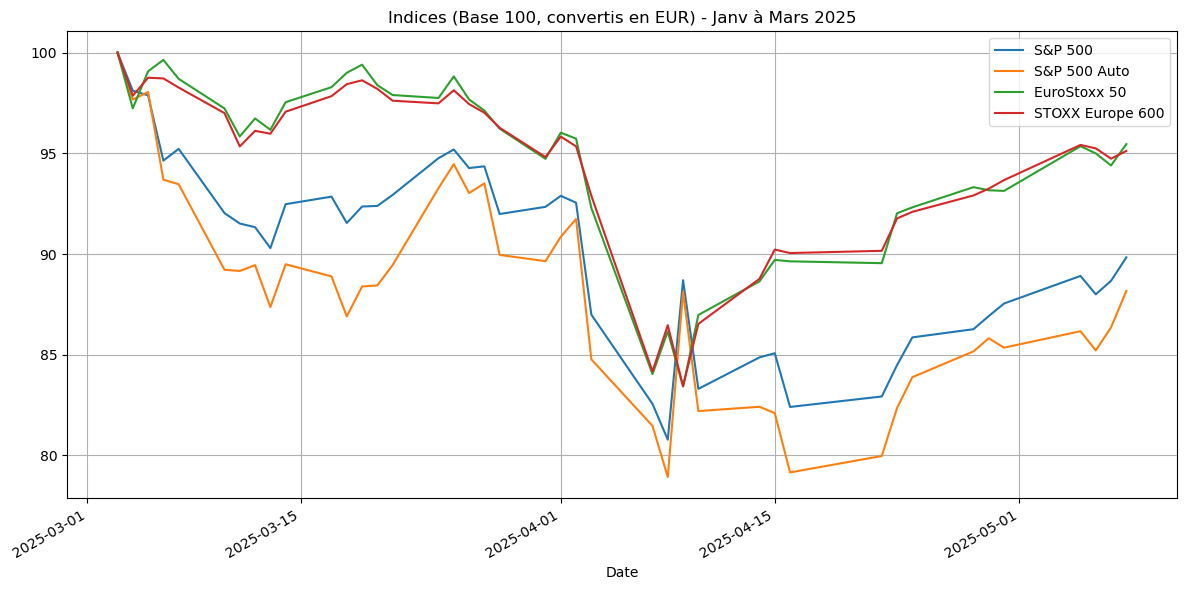 Indices (Base 100, convertis en EUR) - Janv à Mars 2025
S&P 500
S&P 500 Auto
EuroStoxx 50
STOXX Europe 600
100
95
90
85
80
2025-03-01
2025-03-15
2025-04-01
2025-04-15
2025-05-01
Date